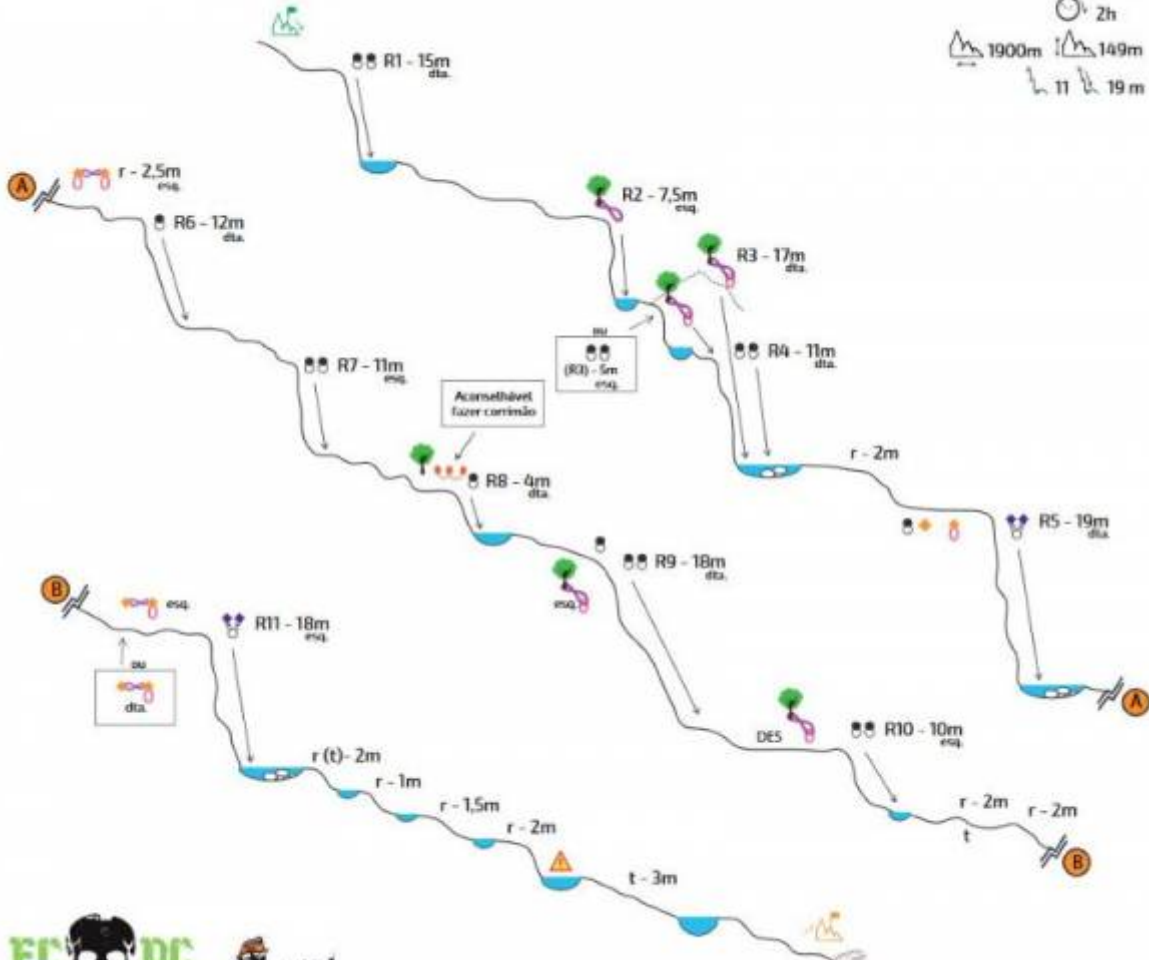 2h
1900m 149m
11 19 m
R1 - 15m
dta.
R2 - 7,5m
esq.
R3 - 17m
dta.
ou
(R3) - 5m
esq.
R4 - 11m
dta.
r - 2m
R5 - 19m
dta.
A
A
r - 2,5m
esq.
R6 - 12m
dta.
R7 - 11m
esq.
Aconselhável
fazer corrimão
R8 - 4m
dta.
R9 - 18m
dta.
esq.
DES
R10 - 10m
esq.
r - 2m
t
r - 2m
B
B
esq.
ou
dta.
R11 - 18m
esq.
r (t)- 2m
r - 1m
r - 1,5m
r - 2m
t - 3m